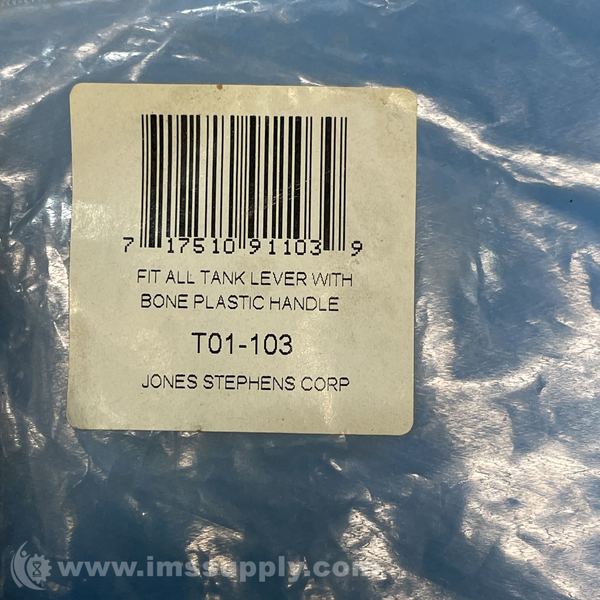 7 17510 91103 9
FIT ALL TANK LEVER WITH
BONE PLASTIC HANDLE
T01-103
JONES STEPHENS CORP
www.imssupply.com